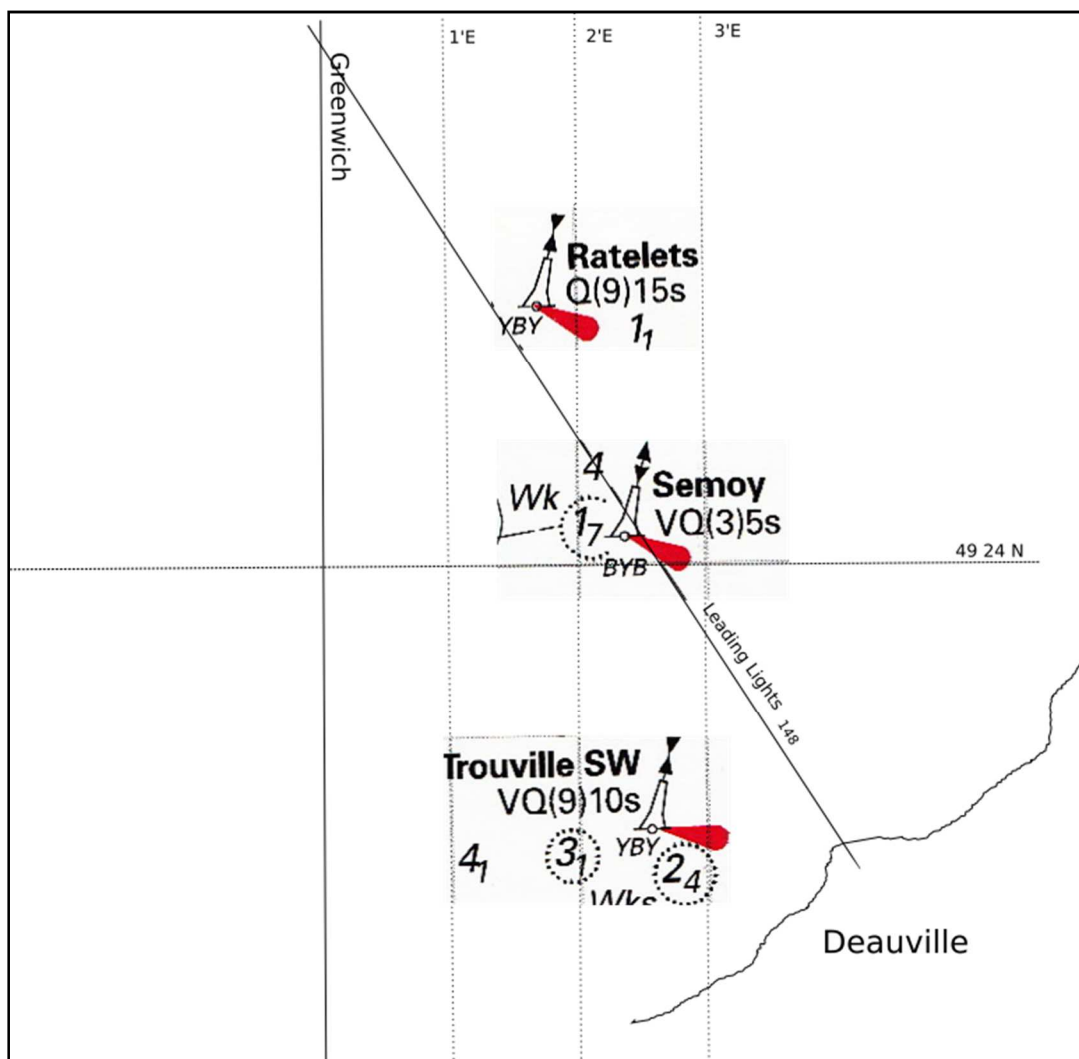 1'E
2'E
3'E
Greenwich
Ratelets
Q(9)15s
YBY
1₁
4
Wk
1₇
Semoy
VQ(3)5s
BYB
49 24 N
Leading Lights 148
Trouville SW
VQ(9)10s
YBY
4₁
3₁
2₄
Wks
Deauville